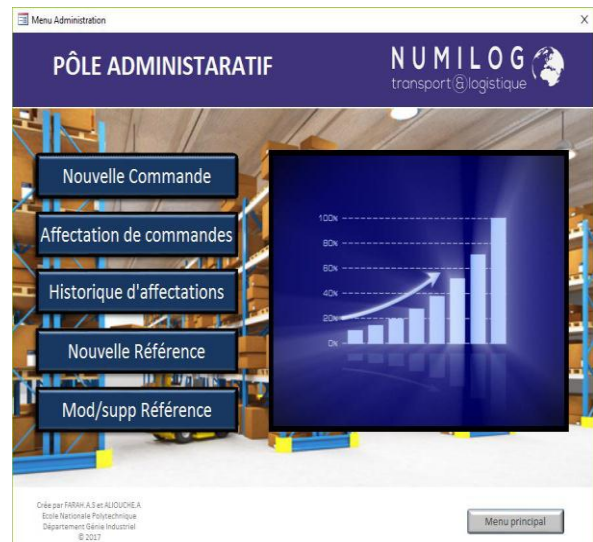 Menu Administration
X
PÔLE ADMINISTARATIF
NUMILOG
transport&logistique
Nouvelle Commande
Affectation de commandes
Historique d'affectations
Nouvelle Référence
Mod/supp Référence
100%
80%
60%
40%
20%
0%
Crée par FARAH.A.S et ALIOUCHE.A
Ecole Nationale Polytechnique
Département Génie Industriel
© 2017
Menu principal